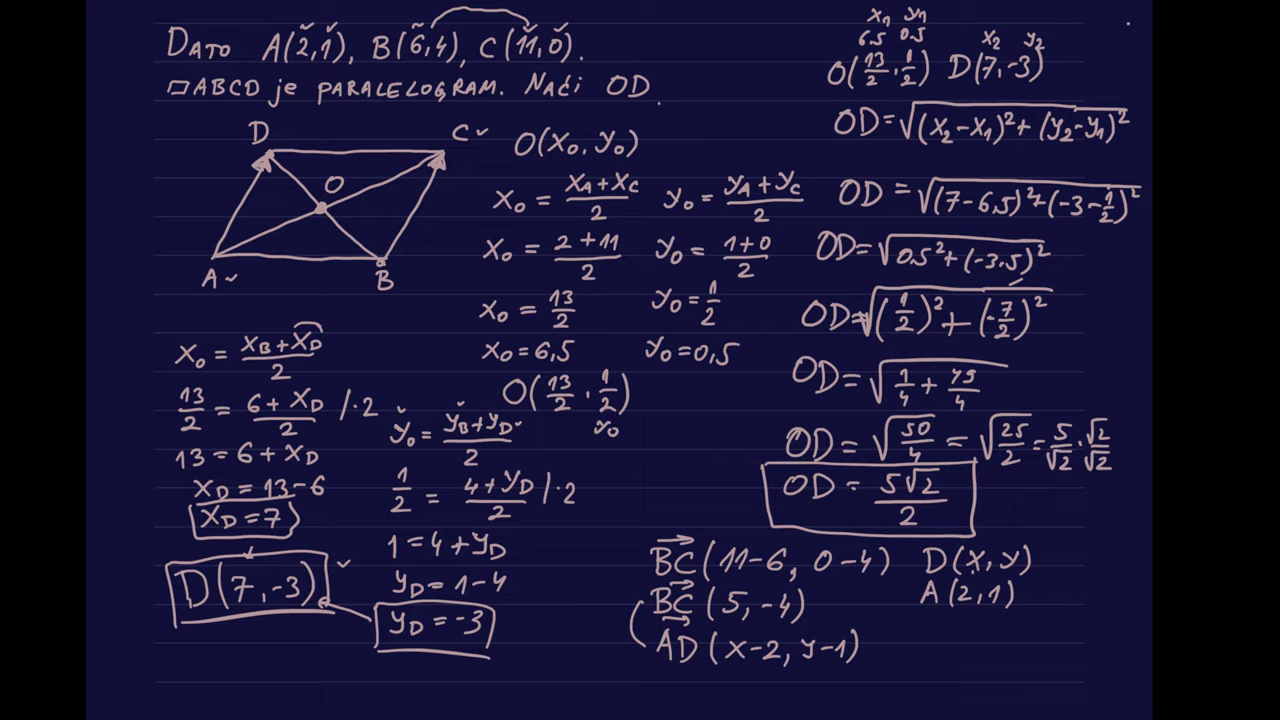 DATO A(2,1), B(6,4), C(11,0).
□ABCD je PARALELOGRAM. Naći OD.
D
C
O
A
B
O(X₀, Y₀)
X₀ = (X_A + X_C)/2
Y₀ = (Y_A + Y_C)/2
X₀ = (2+11)/2
Y₀ = (1+0)/2
X₀ = 13/2
Y₀ = 1/2
X₀ = 6,5
Y₀ = 0,5
O(13/2, 1/2)
Y₀
X₀ = (X_B + X_D)/2
13/2 = (6 + X_D)/2 /·2
13 = 6 + X_D
X_D = 13-6
X_D = 7
D(7, -3)
Y₀ = (Y_B + Y_D)/2
1/2 = (4 + Y_D)/2 /·2
1 = 4 + Y_D
Y_D = 1-4
Y_D = -3
X₁ Y₁
6,5 0,5
X₂ Y₂
O(13/2, 1/2) D(7, -3)
OD = √((X₂-X₁)² + (Y₂-Y₁)²)
OD = √((7-6,5)² + (-3-1/2)²)
OD = √(0,5² + (-3,5)²)
OD = √((1/2)² + (-7/2)²)
OD = √(1/4 + 49/4)
OD = √(50/4) = √(25/2) = 5/√2 · √2/√2
OD = 5√2/2
BC→(11-6, 0-4) D(X, Y)
BC→(5, -4) A(2, 1)
AD→(X-2, Y-1)